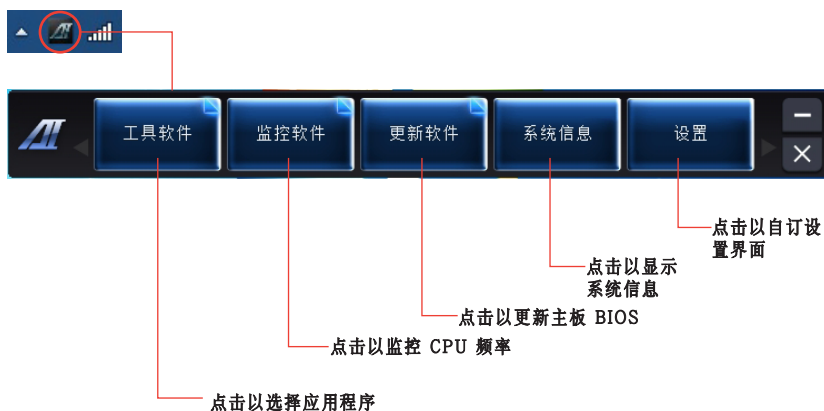 工具软件
监控软件
更新软件
系统信息
设置
点击以自订设
置界面
点击以显示
系统信息
点击以更新主板 BIOS
点击以监控 CPU 频率
点击以选择应用程序